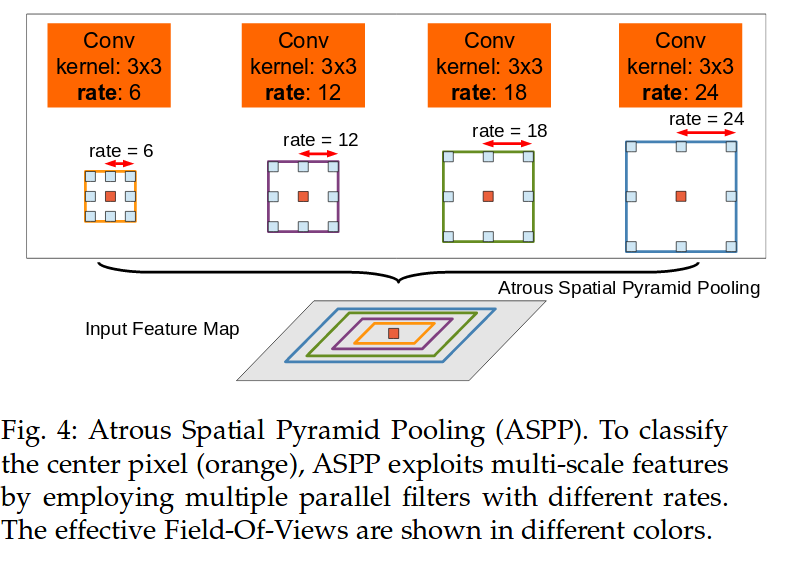 Conv
kernel: 3x3
rate: 6
Conv
kernel: 3x3
rate: 12
Conv
kernel: 3x3
rate: 18
Conv
kernel: 3x3
rate: 24
rate = 6
rate = 12
rate = 18
rate = 24
Atrous Spatial Pyramid Pooling
Input Feature Map
Fig. 4: Atrous Spatial Pyramid Pooling (ASPP). To classify
the center pixel (orange), ASPP exploits multi-scale features
by employing multiple parallel filters with different rates.
The effective Field-Of-Views are shown in different colors.